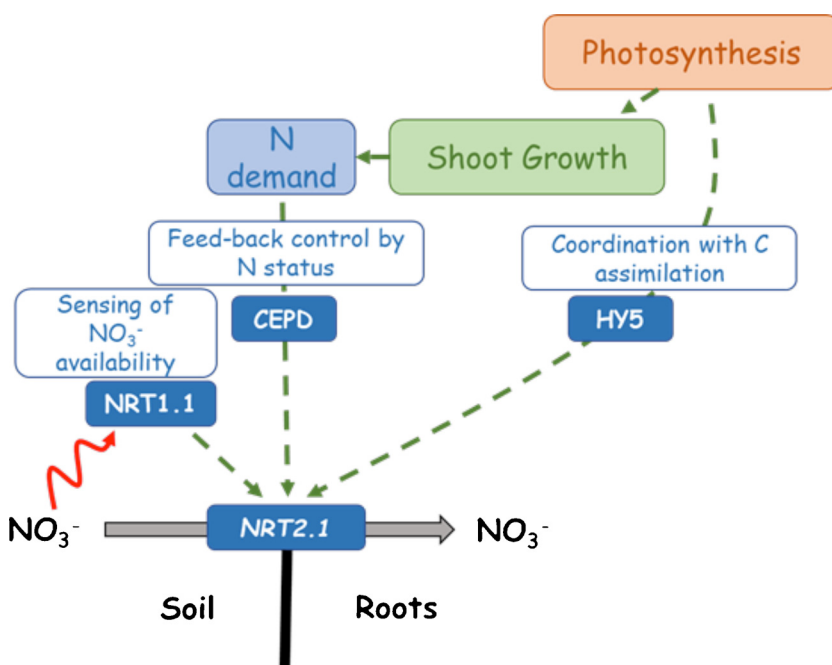 Photosynthesis
N
demand
Shoot Growth
Feed-back control by
N status
Coordination with C
assimilation
Sensing of
NO₃⁻
availability
CEPD
HY5
NRT1.1
NO₃⁻
NRT2.1
NO₃⁻
Soil
Roots